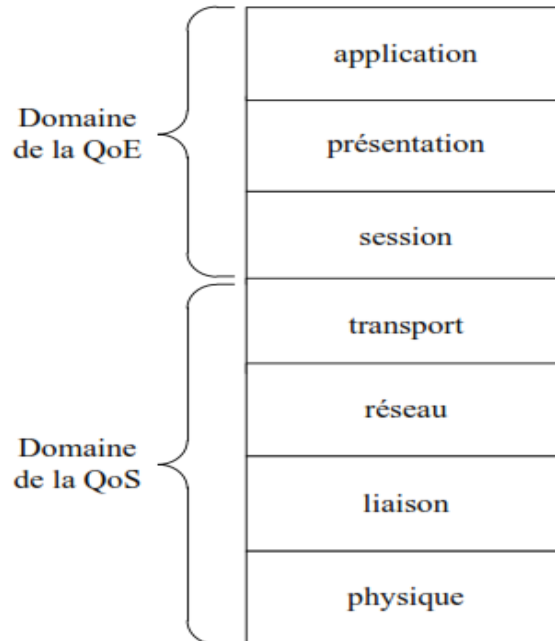 Domaine
de la QoE
application
présentation
session
Domaine
de la QoS
transport
réseau
liaison
physique